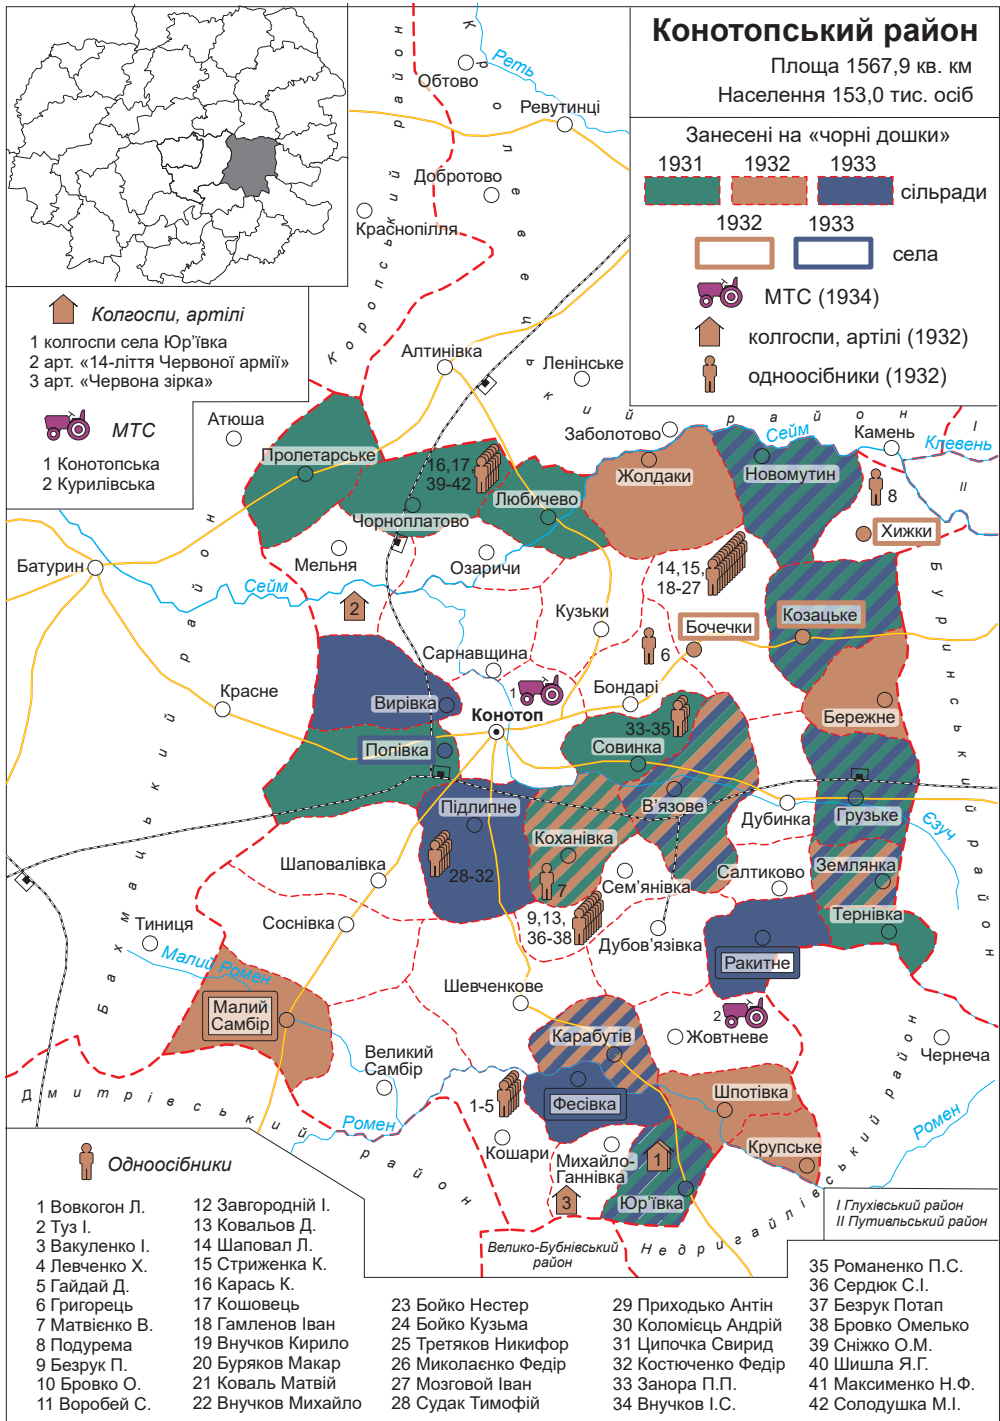 Конотопський район
Площа 1567,9 кв. км
Населення 153,0 тис. осіб
Занесені на «чорні дошки»
1931 1932 1933
сільради
1932 1933
села
МТС (1934)
колгоспи, артілі (1932)
одноосібники (1932)
Колгоспи, артілі
1 колгоспи села Юр'ївка
2 арт. «14-ліття Червоної армії»
3 арт. «Червона зірка»
МТС
1 Конотопська
2 Курилівська
Кролевецький район
Коропський район
Бахмацький район
Дмитрівський район
Буринський район
Недригайлівський район
Велико-Бубнівський
район
I
II
I Глухівський район
II Путивльський район
Реть
Обтово
Ревутинці
Добротово
Краснопілля
Алтинівка
Ленінське
Атюша
Заболотово
Сейм
Камень
Клевень
Пролетарське
16,17,
39-42
Чорноплатово
Любичево
Жолдаки
Новомутин
8
Хижки
Батурин
Мельня
Озаричи
Сейм
14,15,
18-27
2
Кузьки
Бочечки
Козацьке
6
Сарнавщина
Красне
Вирівка
1
Бондарі
Бережне
Конотоп
33-35
Совинка
Попівка
В'язове
Дубинка
Грузьке
Єзуч
Підлипне
Коханівка
28-32
7
Шаповалівка
Сем'янівка
Салтиково
Землянка
Соснівка
9,13,
36-38
Дубов'язівка
Тернівка
Тиниця
Малий Ромен
Ракитне
Малий
Самбір
Шевченкове
2
Жовтневе
Чернеча
Карабутів
Великий
Самбір
Ромен
1-5
Фесівка
Шпотівка
Ромен
Кошари
Михайло-
Ганнівка
1
Крупське
3
Юр'ївка
Одноосібники
1 Вовкогон Л.
2 Туз І.
3 Вакуленко І.
4 Левченко Х.
5 Гайдай Д.
6 Григорець
7 Матвієнко В.
8 Подурема
9 Безрук П.
10 Бровко О.
11 Воробей С.
12 Завгородній І.
13 Ковальов Д.
14 Шаповал Л.
15 Стриженка К.
16 Карась К.
17 Кошовець
18 Гамленов Іван
19 Внучков Кирило
20 Буряков Макар
21 Коваль Матвій
22 Внучков Михайло
23 Бойко Нестер
24 Бойко Кузьма
25 Третяков Никифор
26 Миколаєнко Федір
27 Мозговой Іван
28 Судак Тимофій
29 Приходько Антін
30 Коломієць Андрій
31 Ципочка Свирид
32 Костюченко Федір
33 Занора П.П.
34 Внучков І.С.
35 Романенко П.С.
36 Сердюк С.І.
37 Безрук Потап
38 Бровко Омелько
39 Сніжко О.М.
40 Шишла Я.Г.
41 Максименко Н.Ф.
42 Солодушка М.І.